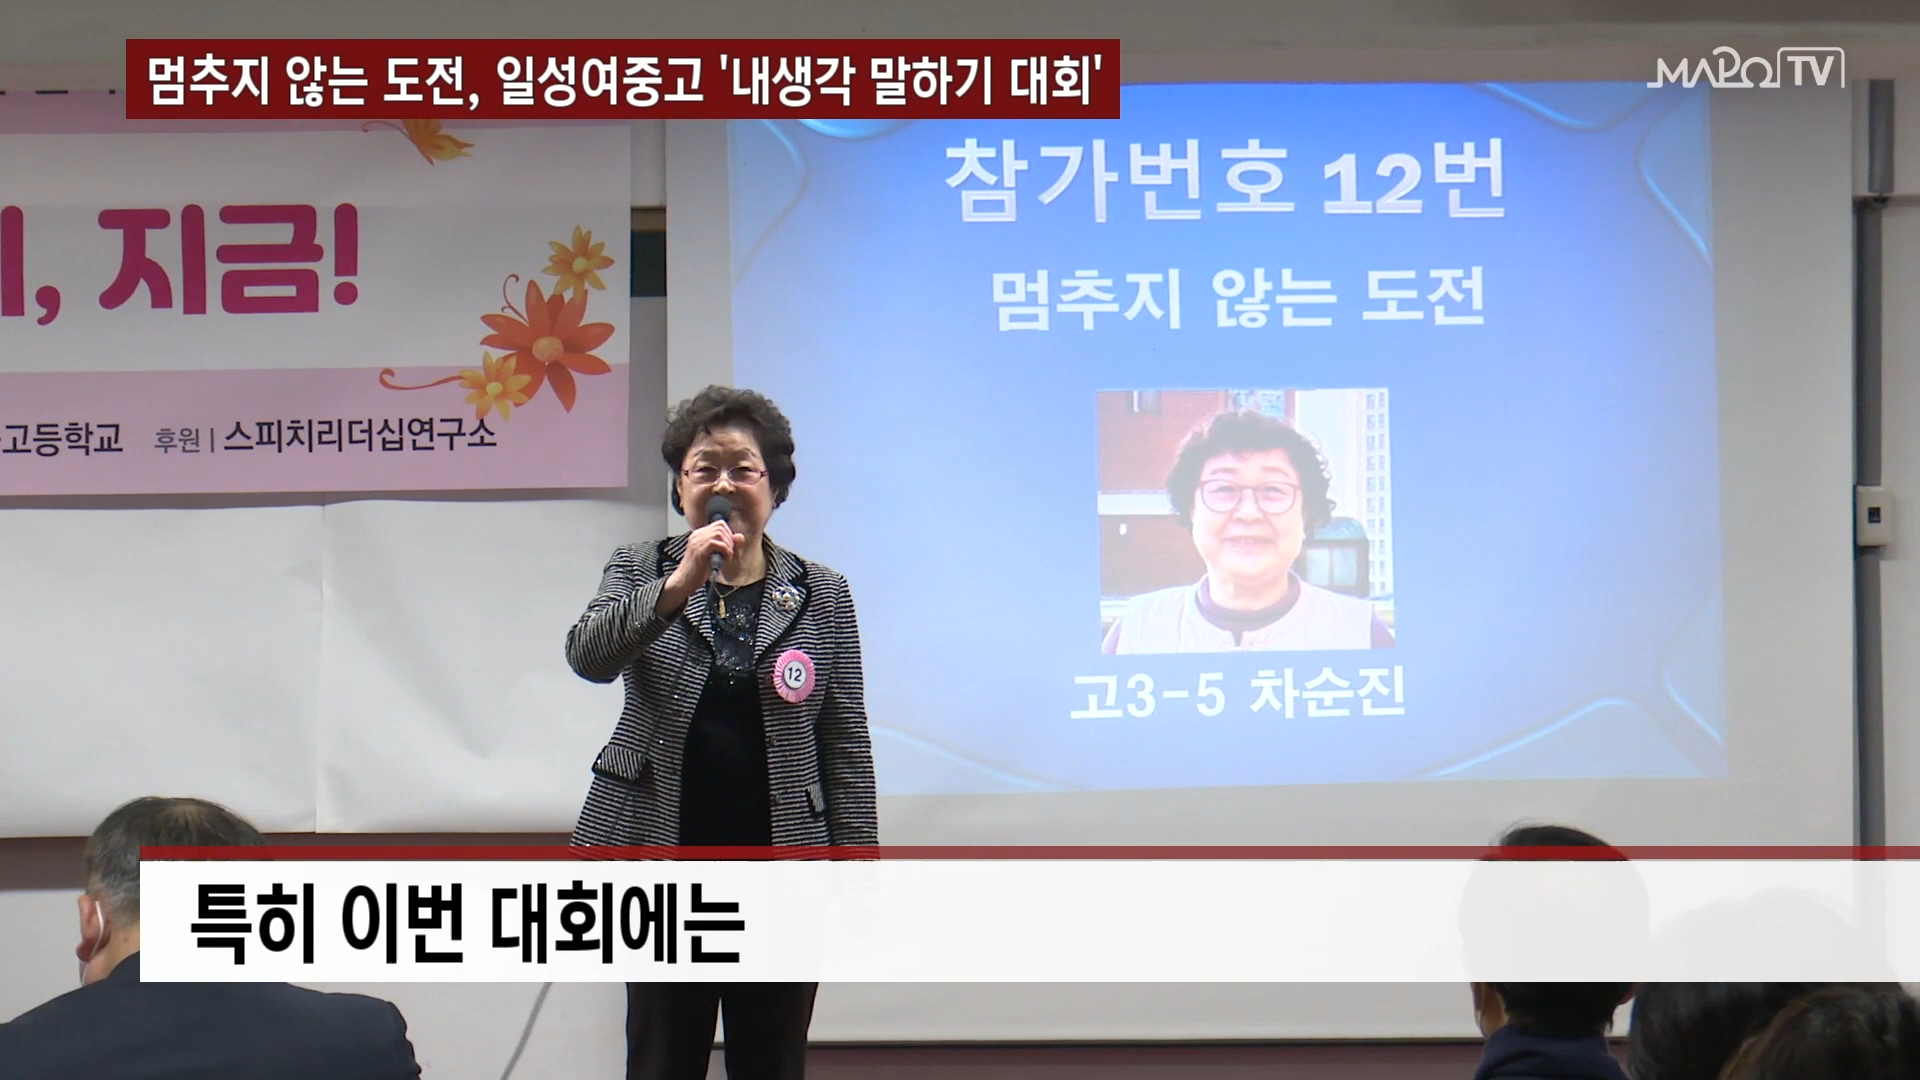 멈추지 않는 도전, 일성여중고 '내생각 말하기 대회'
MAPO TV
참가번호 12번
멈추지 않는 도전
지금!
고등학교 후원 | 스피치리더십연구소
12
고3-5 차순진
특히 이번 대회에는